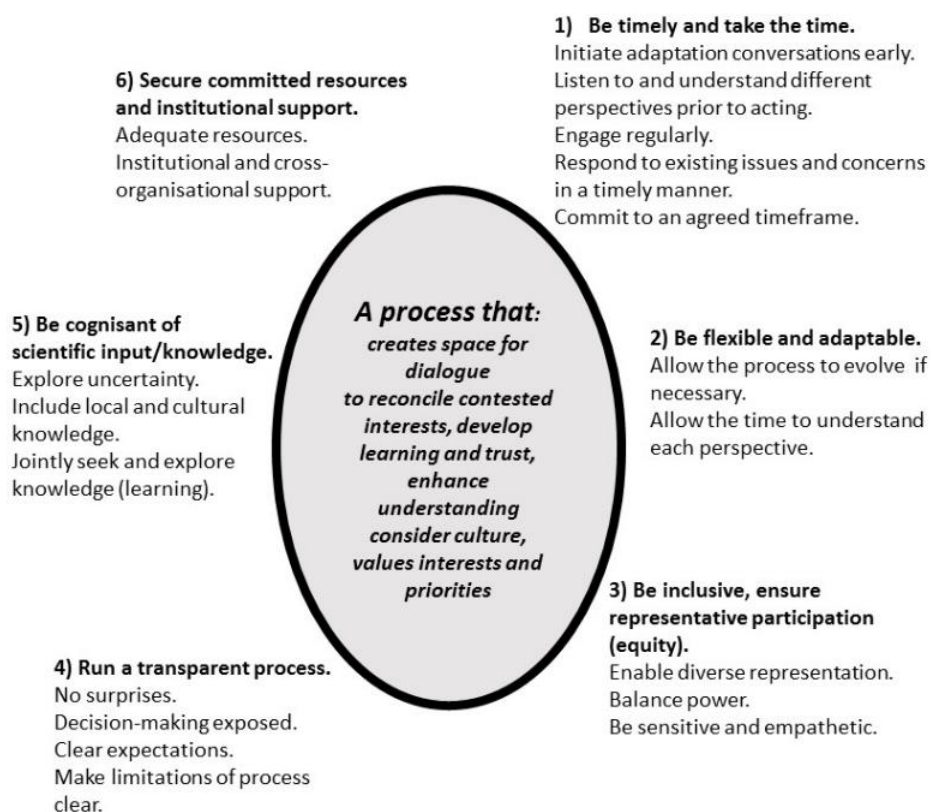 1) Be timely and take the time.
Initiate adaptation conversations early.
Listen to and understand different
perspectives prior to acting.
Engage regularly.
Respond to existing issues and concerns
in a timely manner.
Commit to an agreed timeframe.
2) Be flexible and adaptable.
Allow the process to evolve if
necessary.
Allow the time to understand
each perspective.
3) Be inclusive, ensure
representative participation
(equity).
Enable diverse representation.
Balance power.
Be sensitive and empathetic.
4) Run a transparent process.
No surprises.
Decision-making exposed.
Clear expectations.
Make limitations of process
clear.
5) Be cognisant of
scientific input/knowledge.
Explore uncertainty.
Include local and cultural
knowledge.
Jointly seek and explore
knowledge (learning).
6) Secure committed resources
and institutional support.
Adequate resources.
Institutional and cross-
organisational support.
A process that:
creates space for
dialogue
to reconcile contested
interests, develop
learning and trust,
enhance
understanding
consider culture,
values interests and
priorities